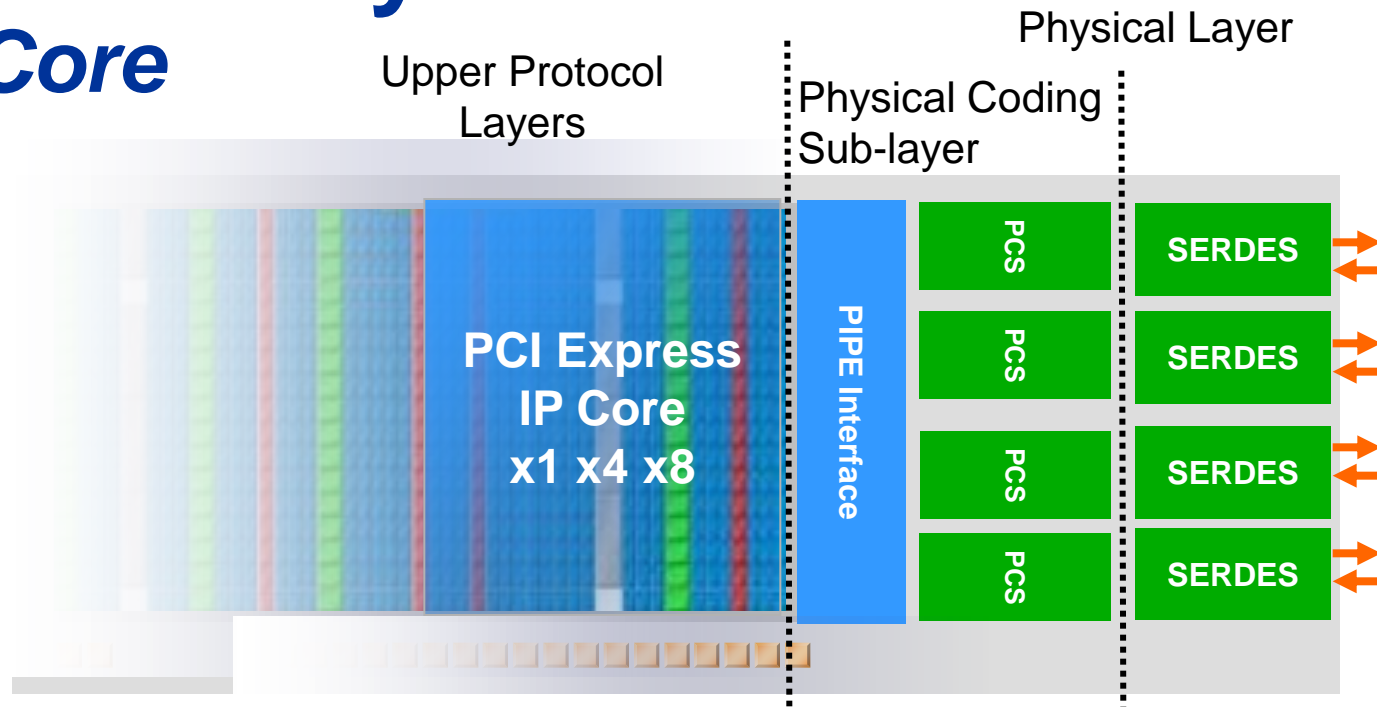 Core
Physical Layer
Upper Protocol
Layers
Physical Coding
Sub-layer
PCI Express
IP Core
x1 x4 x8
PIPE Interface
PCS
SERDES
PCS
SERDES
PCS
SERDES
PCS
SERDES